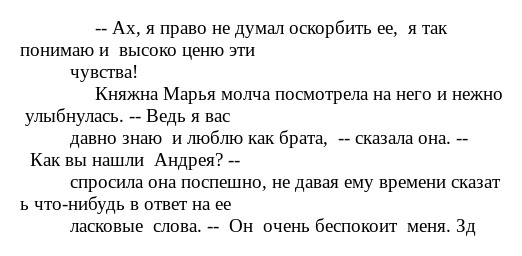 -- Ах, я право не думал оскорбить ее,  я так
понимаю и  высоко ценю эти
чувства!
Княжна Марья молча посмотрела на него и нежно
улыбнулась. -- Ведь я вас
давно знаю  и люблю как брата,  -- сказала она. --
Как вы нашли  Андрея? --
спросила она поспешно, не давая ему времени сказат
ь что-нибудь в ответ на ее
ласковые  слова. --  Он  очень беспокоит  меня. Зд